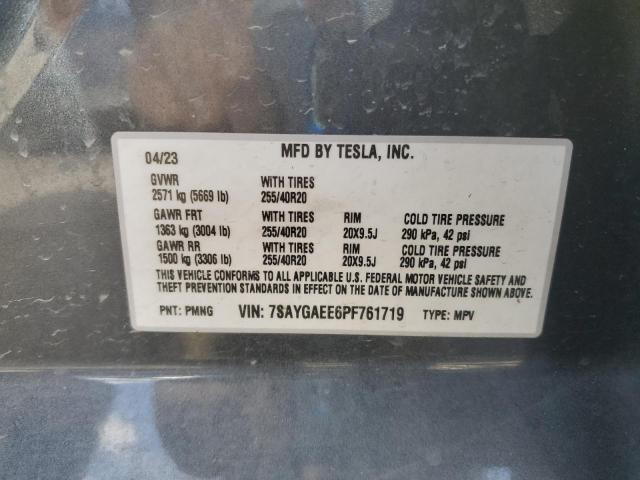 04/23 MFD BY TESLA, INC.
GVWR WITH TIRES
2571 kg (5669 lb) 255/40R20
GAWR FRT WITH TIRES RIM COLD TIRE PRESSURE
1363 kg (3004 lb) 255/40R20 20X9.5J 290 kPa, 42 psi
GAWR RR WITH TIRES RIM COLD TIRE PRESSURE
1500 kg (3306 lb) 255/40R20 20X9.5J 290 kPa, 42 psi
THIS VEHICLE CONFORMS TO ALL APPLICABLE U.S. FEDERAL MOTOR VEHICLE SAFETY AND
THEFT PREVENTION STANDARDS IN EFFECT ON THE DATE OF MANUFACTURE SHOWN ABOVE.
PNT: PMNG VIN: 7SAYGAEE6PF761719 TYPE: MPV